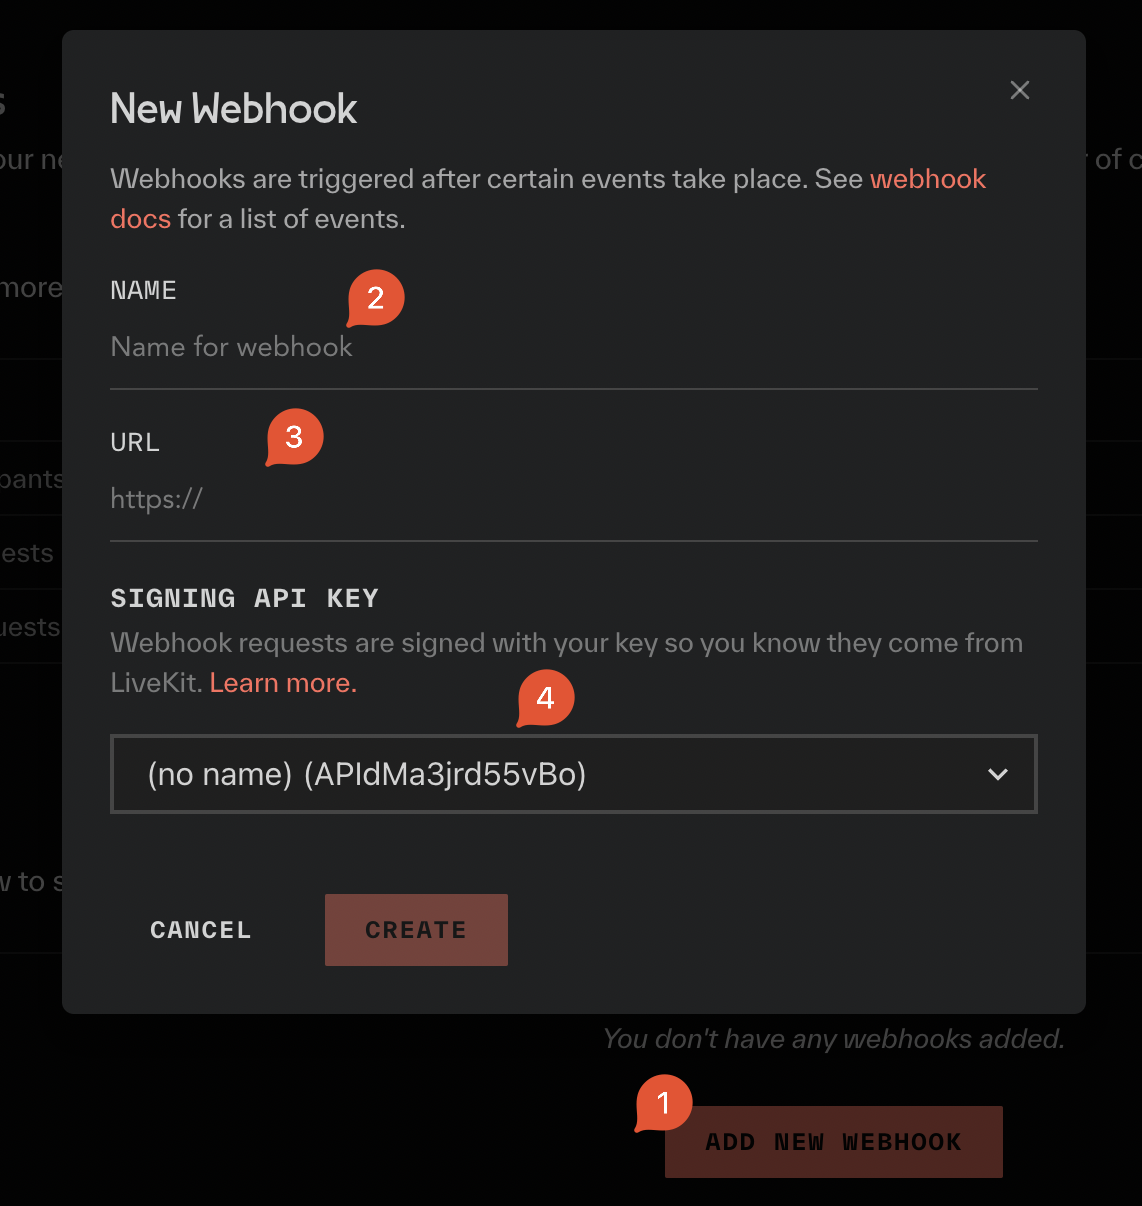 s
New Webhook
our ne
Webhooks are triggered after certain events take place. See webhook
of c
docs for a list of events.
more
NAME
2
Name for webhook
3
URL
pants
https://
ests
SIGNING API KEY
uests
Webhook requests are signed with your key so you know they come from
LiveKit. Learn more.
4
(no name) (APIdMa3jrd55vBo)
w to s
CANCEL
CREATE
You don't have any webhooks added.
1
ADD NEW WEBHOOK